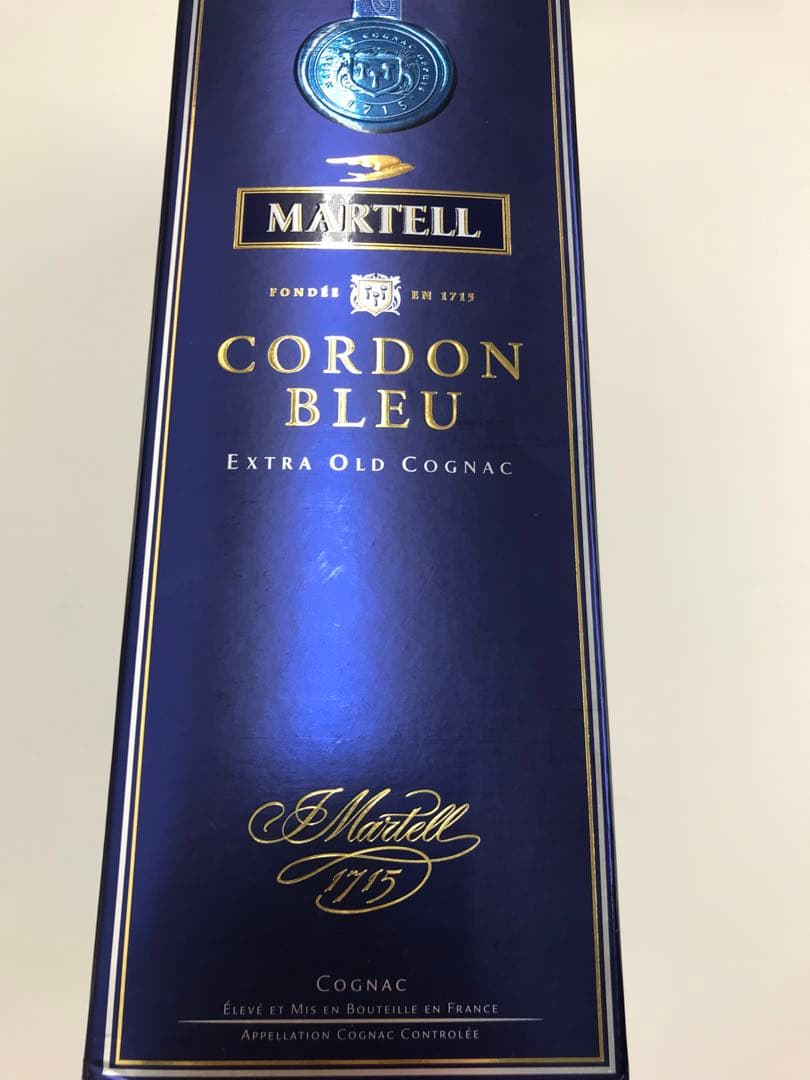 1715
MARTELL
FONDÉE EN 1715
CORDON
BLEU
EXTRA OLD COGNAC
J Martell
1715
COGNAC
ÉLEVÉ ET MIS EN BOUTEILLE EN FRANCE
APPELLATION COGNAC CONTROLÉE